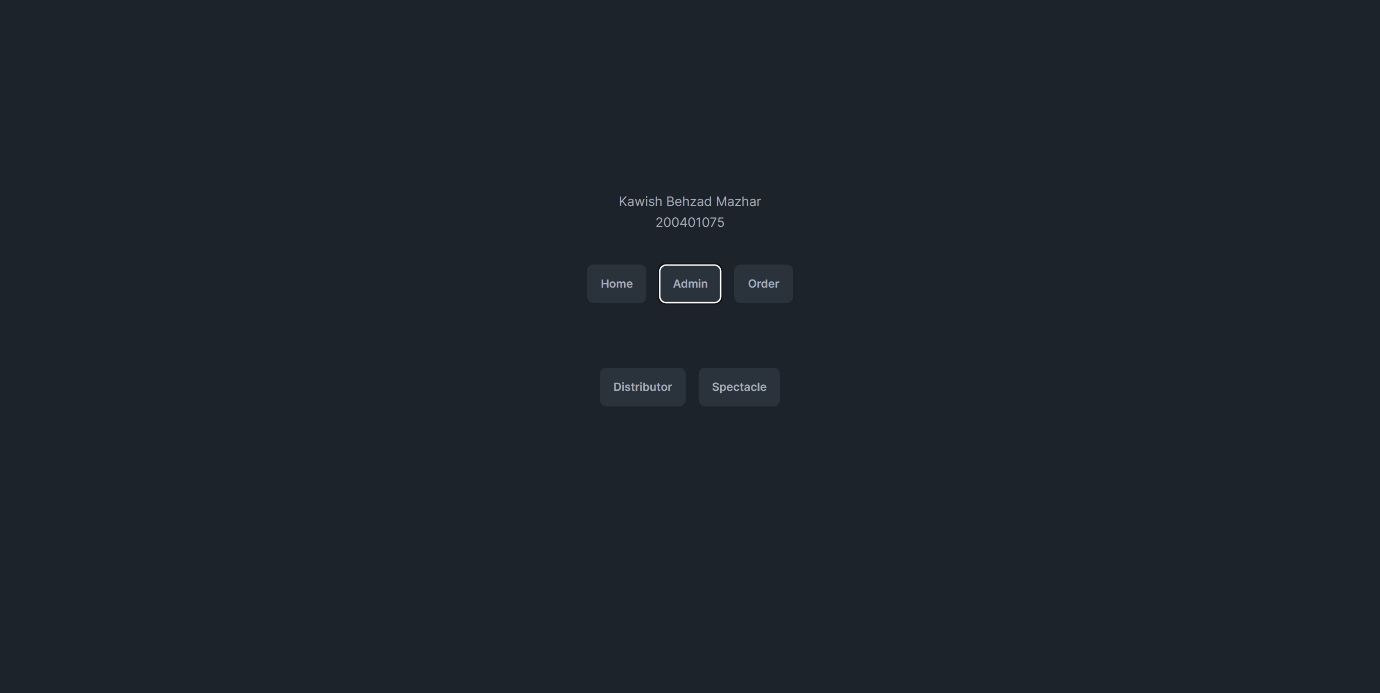 Kawish Behzad Mazhar
200401075
Home Admin Order
Distributor Spectacle